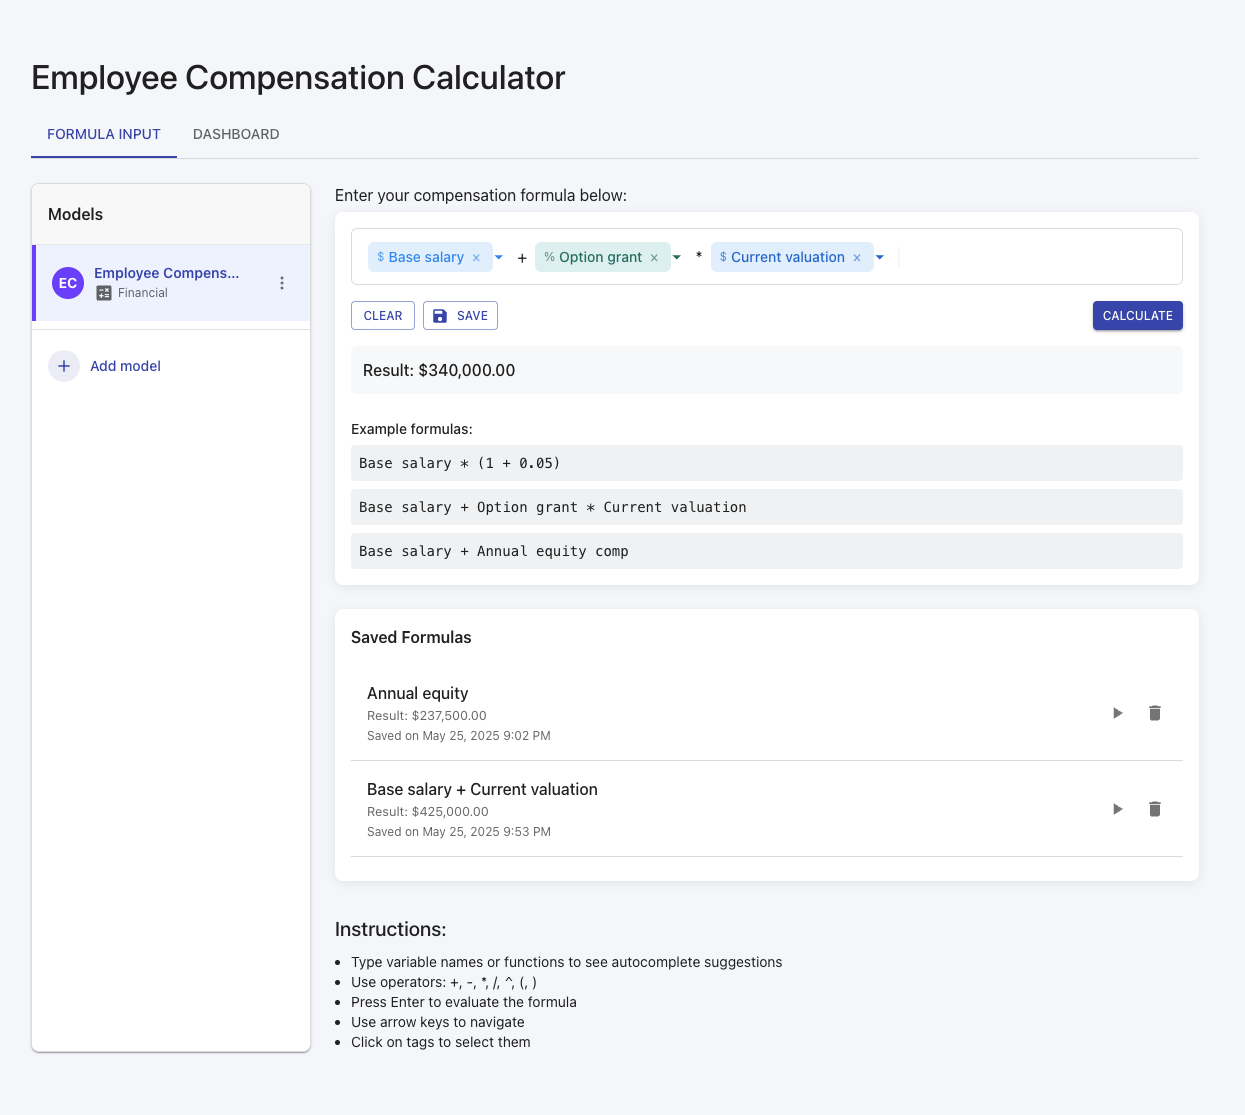 Employee Compensation Calculator
FORMULA INPUT DASHBOARD
Models
EC Employee Compens...
Financial
Add model
Enter your compensation formula below:
$ Base salary × + % Option grant × * $ Current valuation ×
CLEAR SAVE CALCULATE
Result: $340,000.00
Example formulas:
Base salary * (1 + 0.05)
Base salary + Option grant * Current valuation
Base salary + Annual equity comp
Saved Formulas
Annual equity
Result: $237,500.00
Saved on May 25, 2025 9:02 PM
Base salary + Current valuation
Result: $425,000.00
Saved on May 25, 2025 9:53 PM
Instructions:
Type variable names or functions to see autocomplete suggestions
Use operators: +, -, *, /, ^, (, )
Press Enter to evaluate the formula
Use arrow keys to navigate
Click on tags to select them